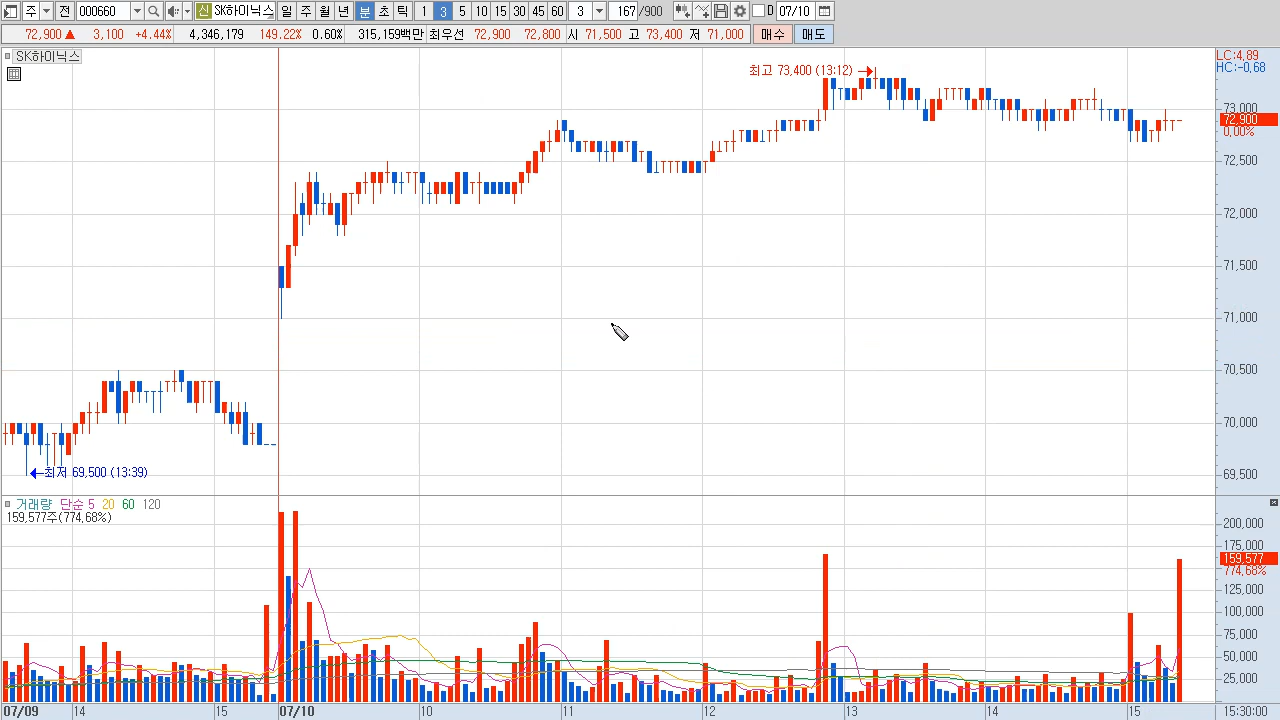 주 전 000660 신 SK하이닉스 일 주 월 년 분 초 틱 1 3 5 10 15 30 45 60 3 167 /900 D 07/10
72,900 ▲ 3,100 +4.44% 4,346,179 149.22% 0.60% 315,159백만 최우선 72,900 72,800 시 71,500 고 73,400 저 71,000 매수 매도
SK하이닉스
LC:4.89
HC:-0.68
최고 73,400 (13:12)
73,000
72,900
0.00%
72,500
72,000
71,500
71,000
70,500
70,000
69,500
최저 69,500 (13:39)
거래량 단순 5 20 60 120
159,577주(774.68%)
200,000
175,000
159,577
774.68%
125,000
100,000
75,000
50,000
25,000
07/09 14 15 07/10 10 11 12 13 14 15 15:30:00